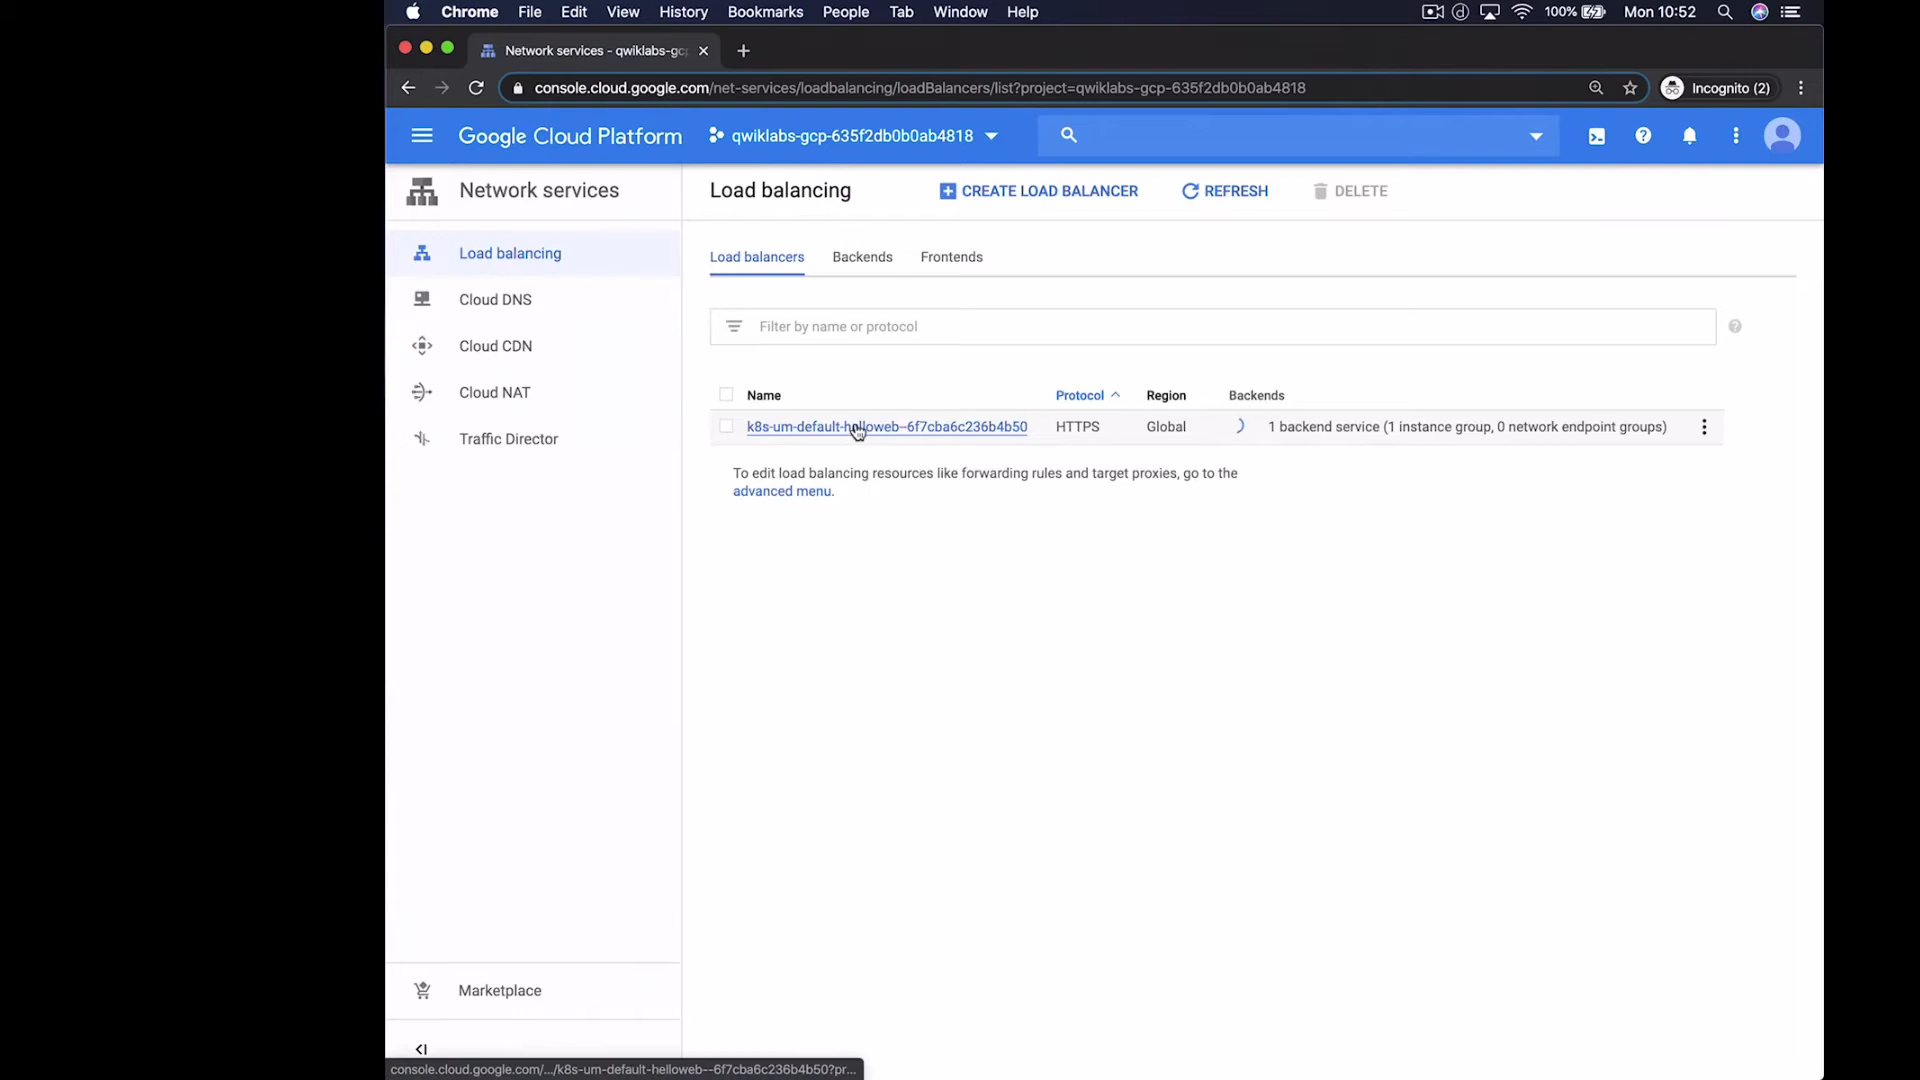 Chrome File Edit View History Bookmarks People Tab Window Help 100% Mon 10:52
Network services - qwiklabs-gc
console.cloud.google.com/net-services/loadbalancing/loadBalancers/list?project=qwiklabs-gcp-635f2db0b0ab4818 Incognito (2)
Google Cloud Platform qwiklabs-gcp-635f2db0b0ab4818
Network services
Load balancing CREATE LOAD BALANCER REFRESH DELETE
Load balancing
Cloud DNS
Cloud CDN
Cloud NAT
Traffic Director
Marketplace
Load balancers Backends Frontends
Filter by name or protocol
Name Protocol Region Backends
k8s-um-default-helloweb--6f7cba6c236b4b50 HTTPS Global 1 backend service (1 instance group, 0 network endpoint groups)
To edit load balancing resources like forwarding rules and target proxies, go to the
advanced menu.
console.cloud.google.com/.../k8s-um-default-helloweb--6f7cba6c236b4b50?pr...